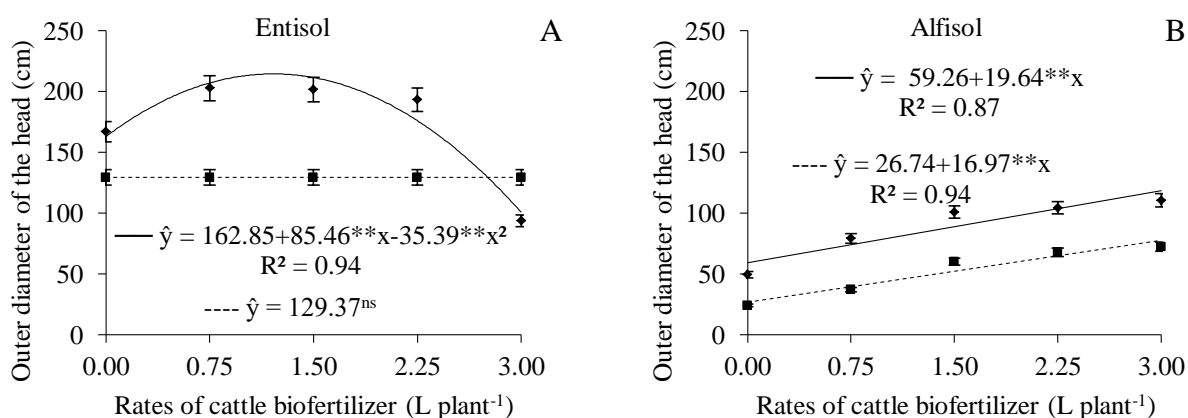 Entisol
A
Outer diameter of the head (cm)
250
200
150
100
50
0
ŷ = 162.85+85.46**x-35.39**x²
R² = 0.94
ŷ = 129.37ⁿˢ
0.00 0.75 1.50 2.25 3.00
Rates of cattle biofertilizer (L plant⁻¹)
Alfisol
B
Outer diameter of the head (cm)
250
200
150
100
50
0
ŷ = 59.26+19.64**x
R² = 0.87
ŷ = 26.74+16.97**x
R² = 0.94
0.00 0.75 1.50 2.25 3.00
Rates of cattle biofertilizer (L plant⁻¹)